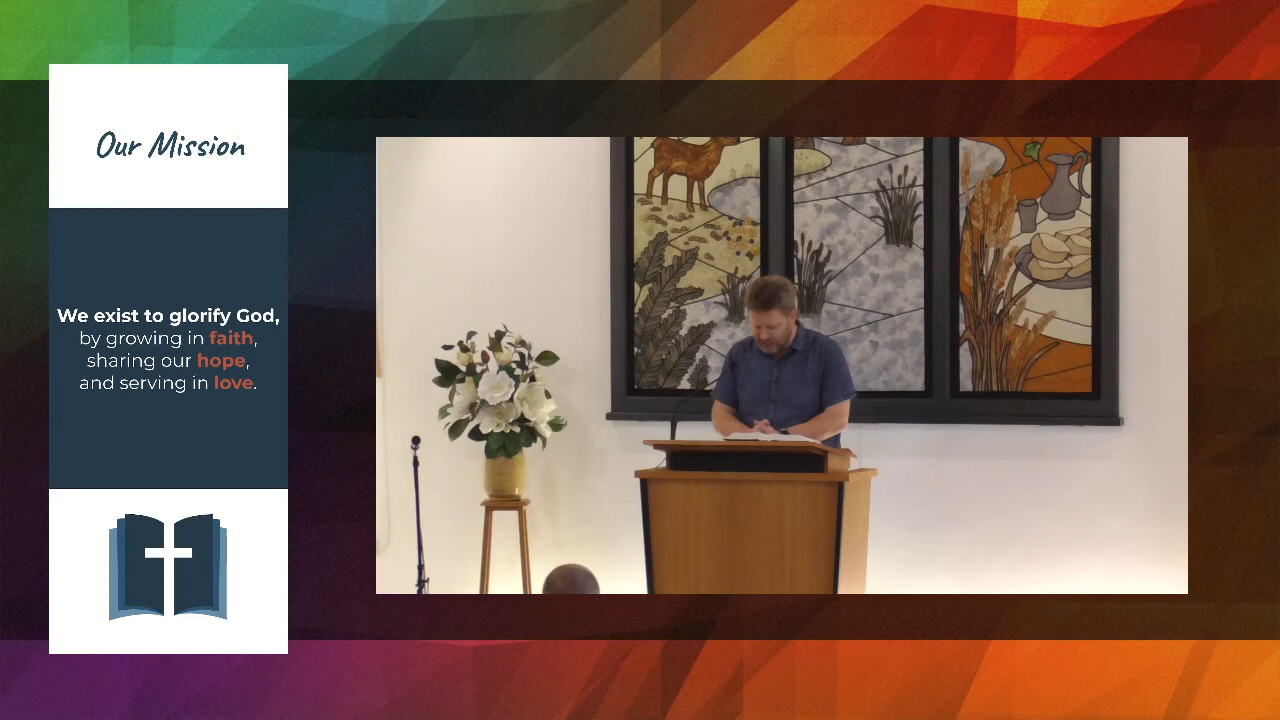 Our Mission
We exist to glorify God,
by growing in faith,
sharing our hope,
and serving in love.